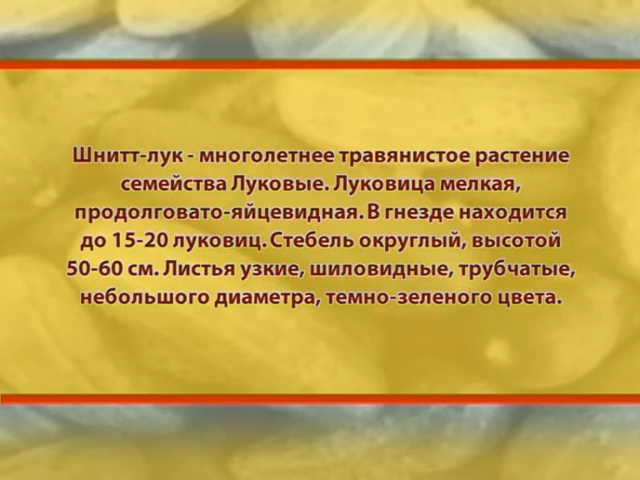 Шнитт-лук - многолетнее травянистое растение
семейства Луковые. Луковица мелкая,
продолговато-яйцевидная. В гнезде находится
до 15-20 луковиц. Стебель округлый, высотой
50-60 см. Листья узкие, шиловидные, трубчатые,
небольшого диаметра, темно-зеленого цвета.